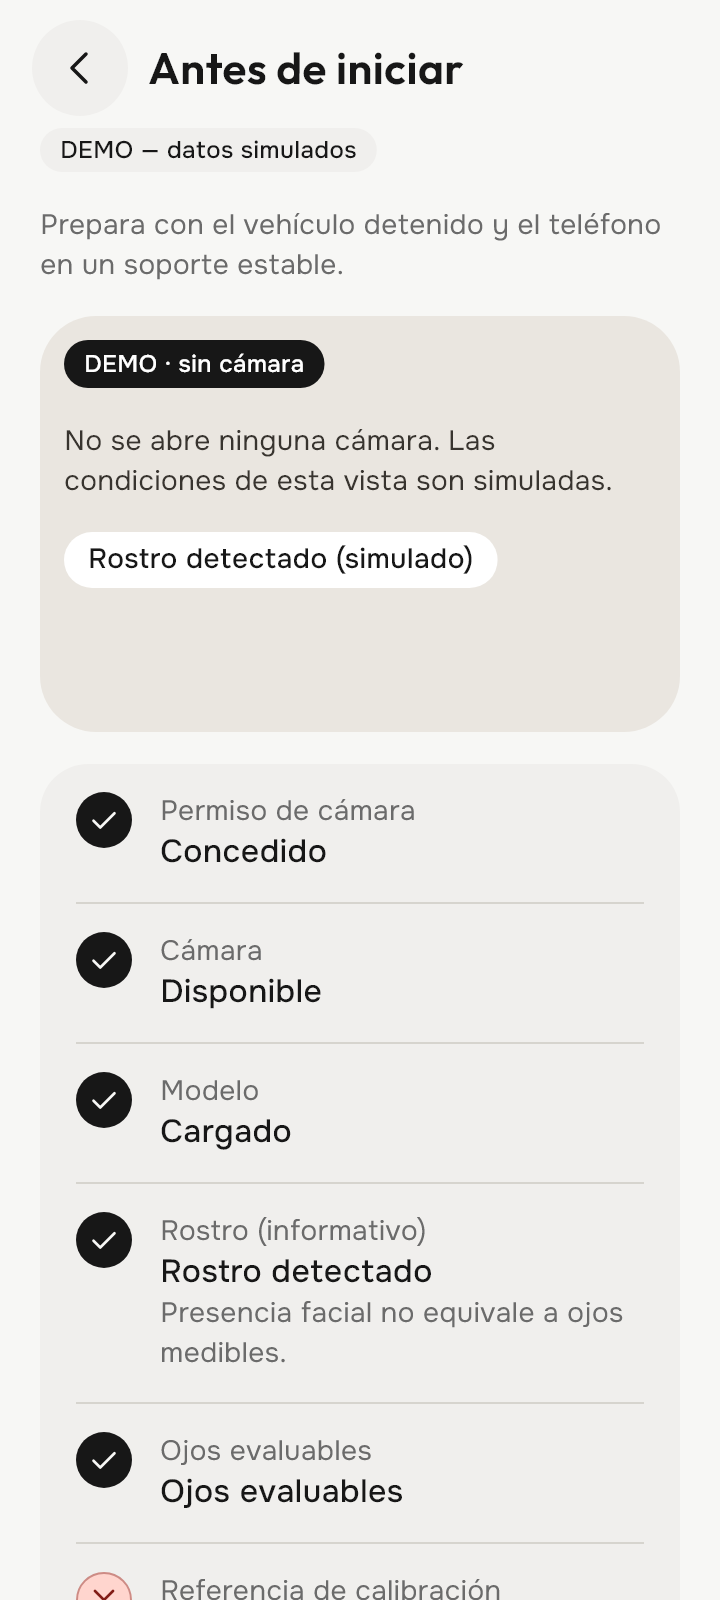 Antes de iniciar
DEMO — datos simulados
Prepara con el vehículo detenido y el teléfono
en un soporte estable.
DEMO · sin cámara
No se abre ninguna cámara. Las
condiciones de esta vista son simuladas.
Rostro detectado (simulado)
Permiso de cámara
Concedido
Cámara
Disponible
Modelo
Cargado
Rostro (informativo)
Rostro detectado
Presencia facial no equivale a ojos
medibles.
Ojos evaluables
Ojos evaluables
Referencia de calibración